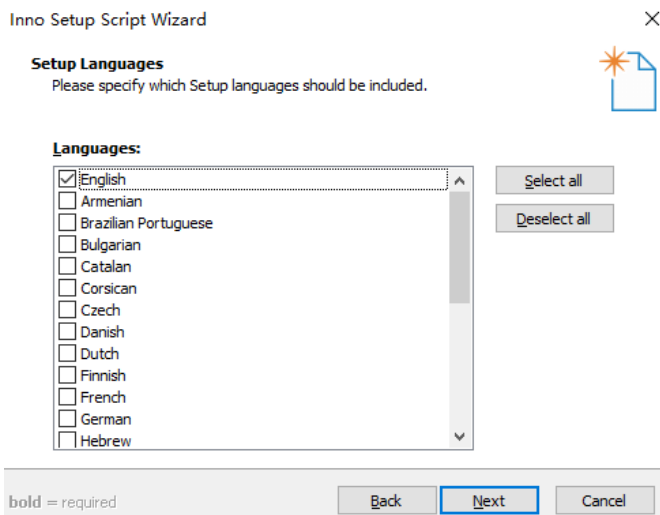 Inno Setup Script Wizard
Setup Languages
Please specify which Setup languages should be included.
Languages:
English
Armenian
Brazilian Portuguese
Bulgarian
Catalan
Corsican
Czech
Danish
Dutch
Finnish
French
German
Hebrew
Select all
Deselect all
bold = required
Back
Next
Cancel